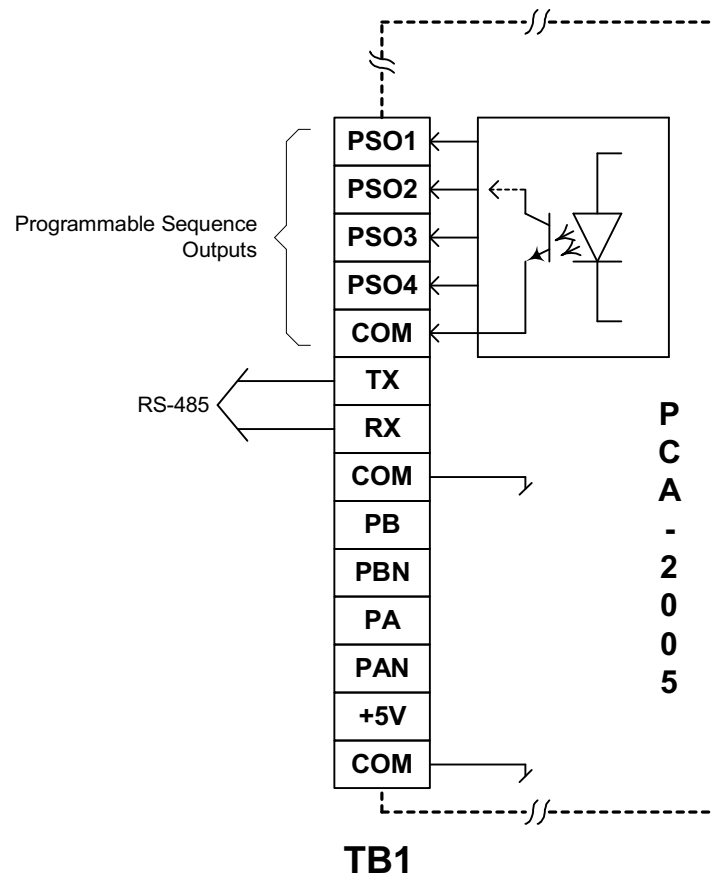 PSO1
PSO2
PSO3
PSO4
COM
TX
RX
COM
PB
PBN
PA
PAN
+5V
COM
Programmable Sequence
Outputs
RS-485
P
C
A
-
2
0
0
5
TB1